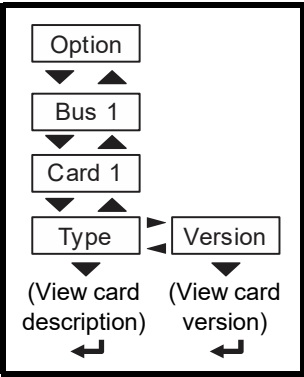 Option
Bus 1
Card 1
Type
Version
(View card
description)
(View card
version)